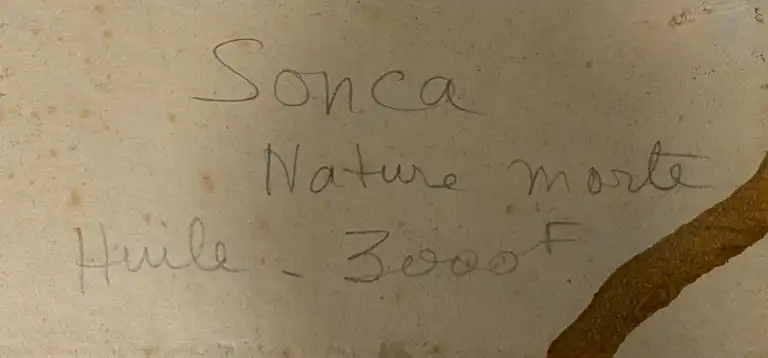 Sonca
Nature morte
Huile - 3000F